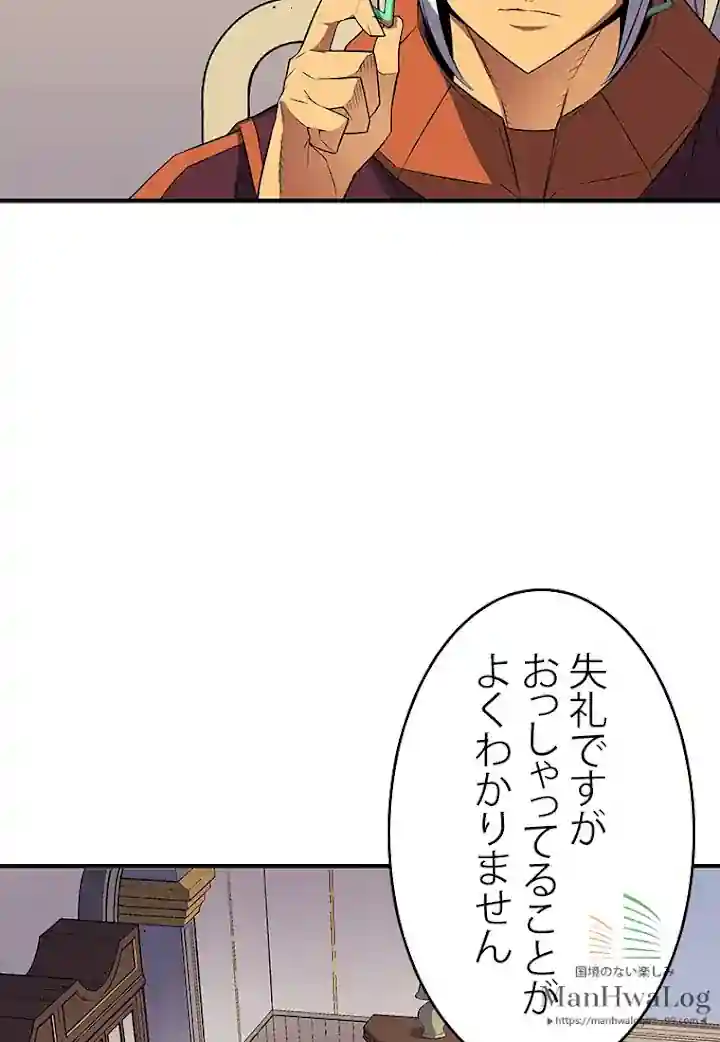 失礼ですが
おっしゃってることが
よくわかりません
国境のない楽しみ
ManHwaLog